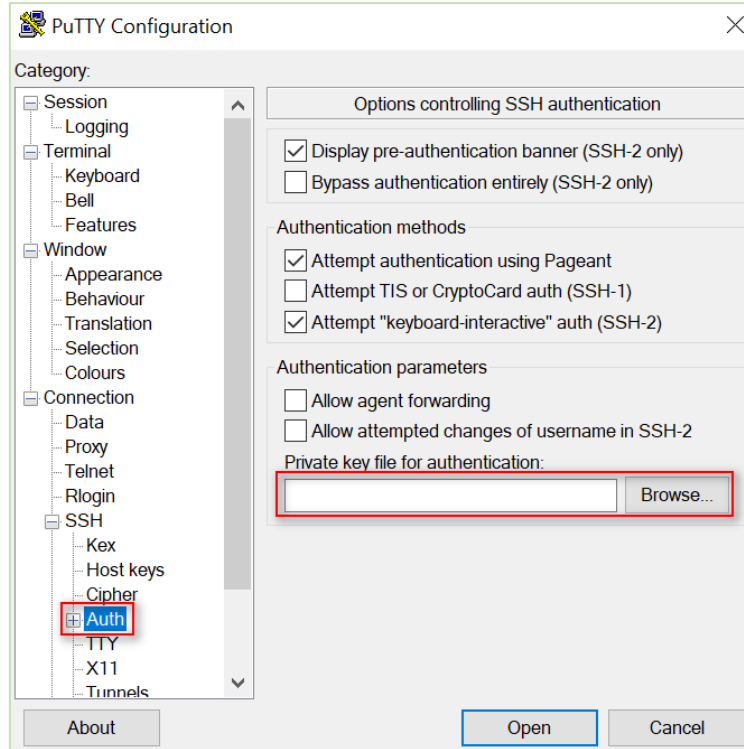 PuTTY Configuration
Category:
Session
Logging
Terminal
Keyboard
Bell
Features
Window
Appearance
Behaviour
Translation
Selection
Colours
Connection
Data
Proxy
Telnet
Rlogin
SSH
Kex
Host keys
Cipher
Auth
TTY
X11
Tunnels
Options controlling SSH authentication
Display pre-authentication banner (SSH-2 only)
Bypass authentication entirely (SSH-2 only)
Authentication methods
Attempt authentication using Pageant
Attempt TIS or CryptoCard auth (SSH-1)
Attempt "keyboard-interactive" auth (SSH-2)
Authentication parameters
Allow agent forwarding
Allow attempted changes of username in SSH-2
Private key file for authentication:
Browse...
About
Open
Cancel